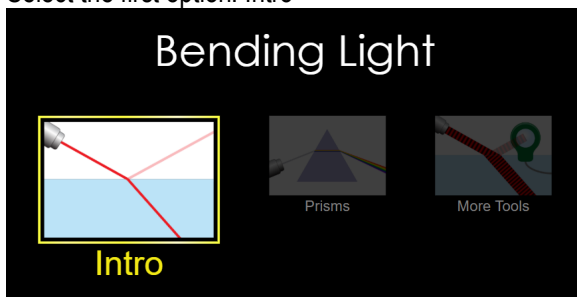 Select the first option: Intro
Bending Light
Prisms
More Tools
Intro